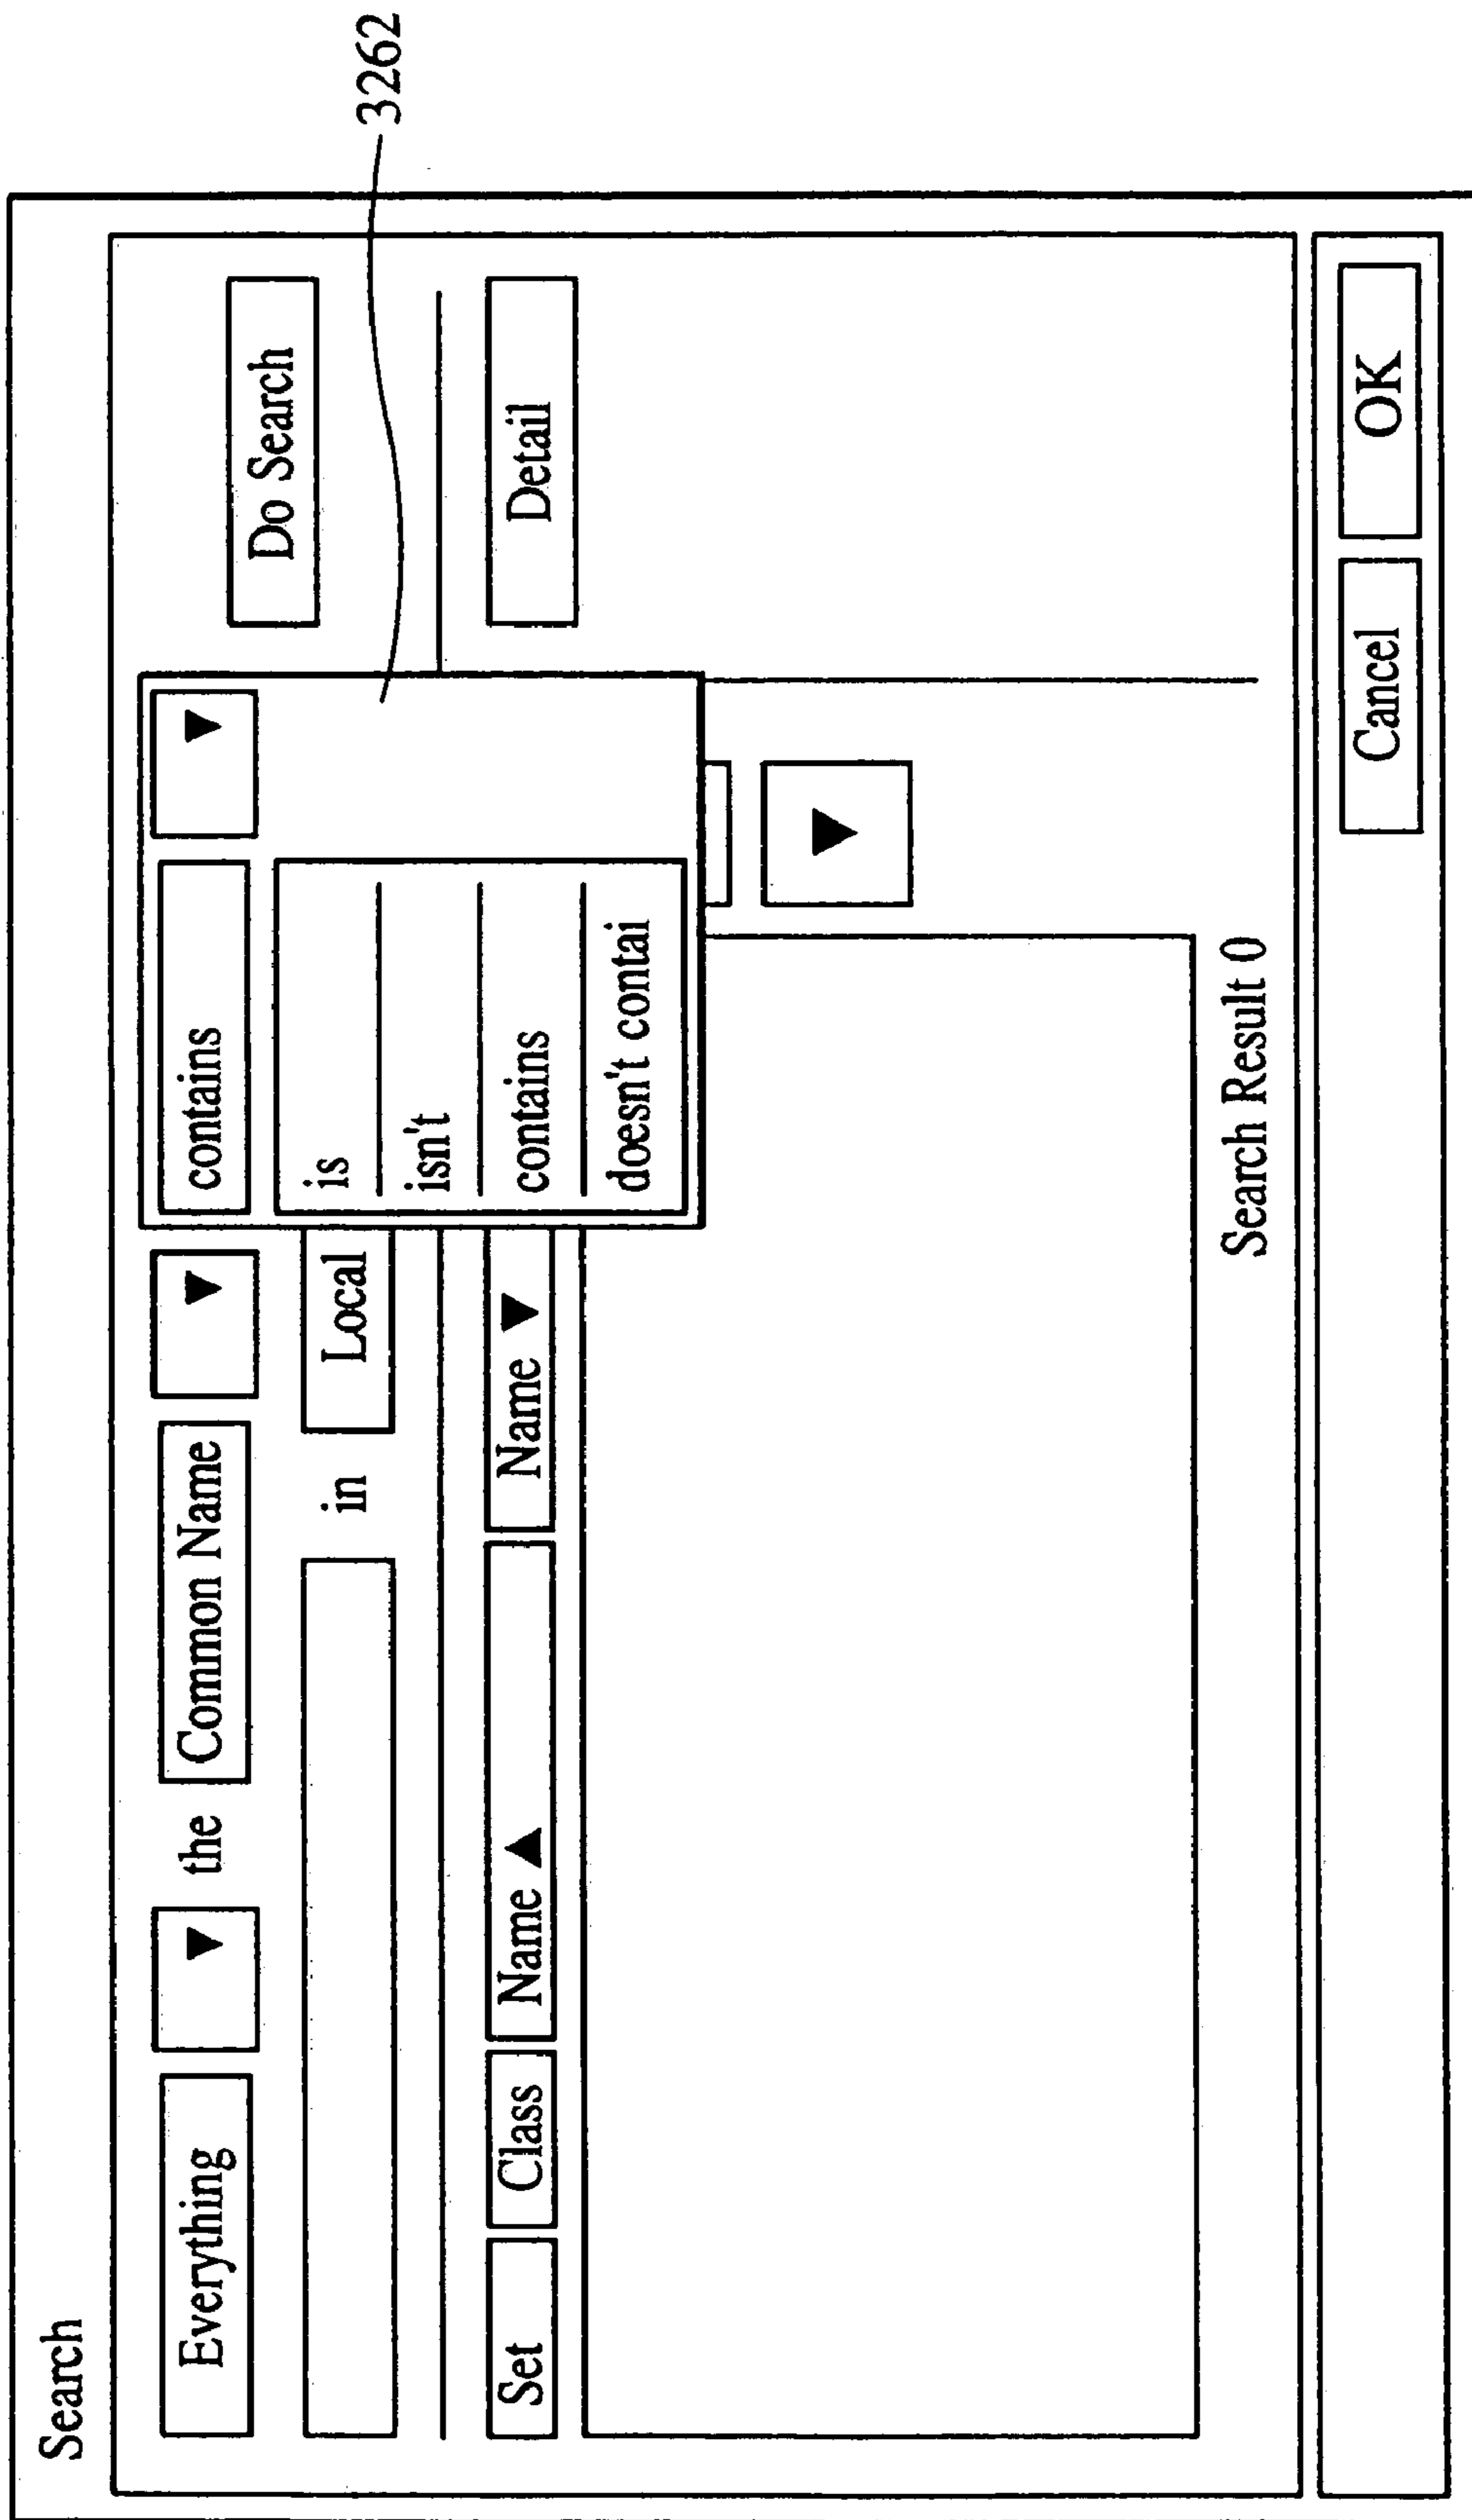 Search
Everything ▼ the Common Name ▼ contains ▼
Do Search
in Local
is
isn't
contains
doesn't contai
3262
Set Class Name ▲ Name ▼
Detail
▼
Search Result 0
Cancel OK